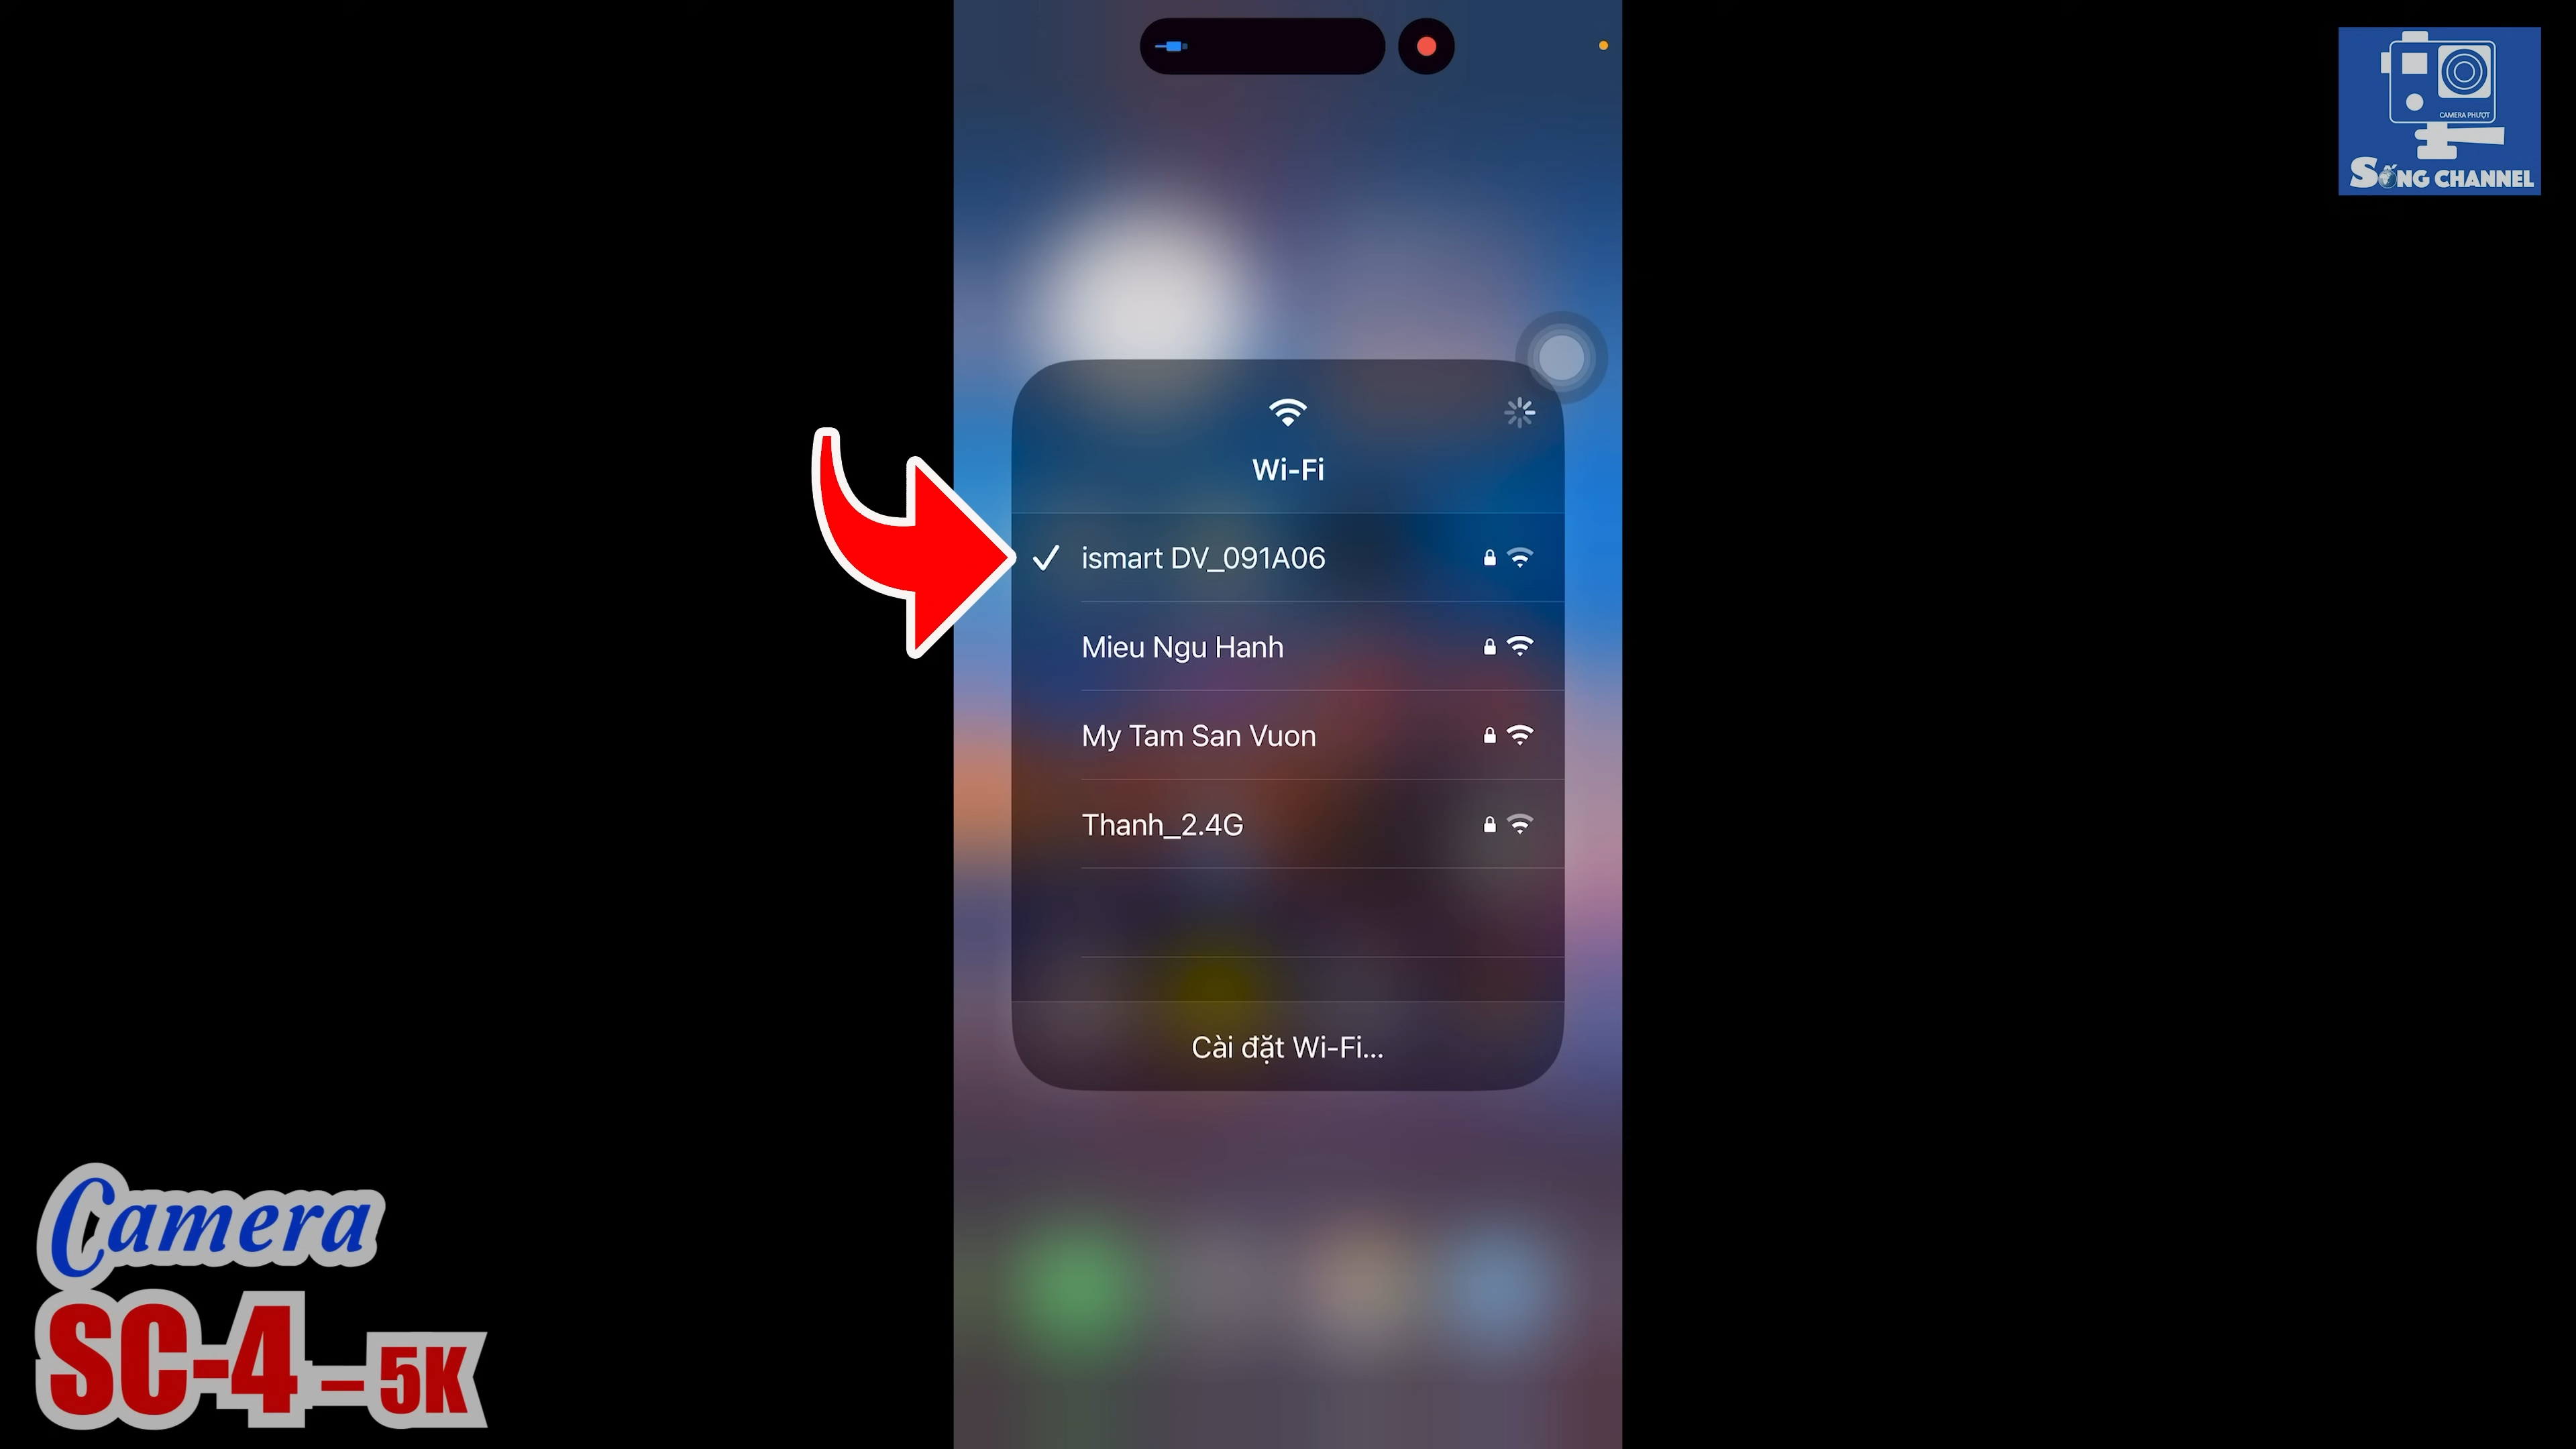 CAMERA PHƯỢT
SỐNG CHANNEL
Wi-Fi
ismart DV_091A06
Mieu Ngu Hanh
My Tam San Vuon
Thanh_2.4G
Cài đặt Wi-Fi...
Camera
SC-4 – 5K